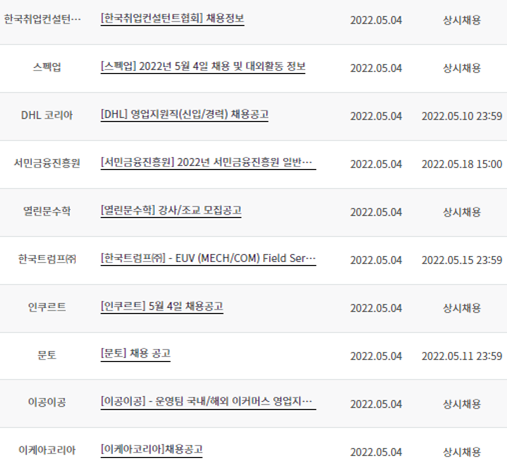 한국취업컨설턴… [한국취업컨설턴트협회] 채용정보 2022.05.04 상시채용
스펙업 [스펙업] 2022년 5월 4일 채용 및 대외활동 정보 2022.05.04 상시채용
DHL 코리아 [DHL] 영업지원직(신입/경력) 채용공고 2022.05.04 2022.05.10 23:59
서민금융진흥원 [서민금융진흥원] 2022년 서민금융진흥원 일반… 2022.05.04 2022.05.18 15:00
열린문수학 [열린문수학] 강사/조교 모집공고 2022.05.04 상시채용
한국트럼프㈜ [한국트럼프㈜] - EUV (MECH/COM) Field Ser… 2022.05.04 2022.05.15 23:59
인쿠르트 [인쿠르트] 5월 4일 채용공고 2022.05.04 상시채용
문토 [문토] 채용 공고 2022.05.04 2022.05.11 23:59
이공이공 [이공이공] - 운영팀 국내/해외 이커머스 영업지… 2022.05.04 상시채용
이케아코리아 [이케아코리아]채용공고 2022.05.04 상시채용